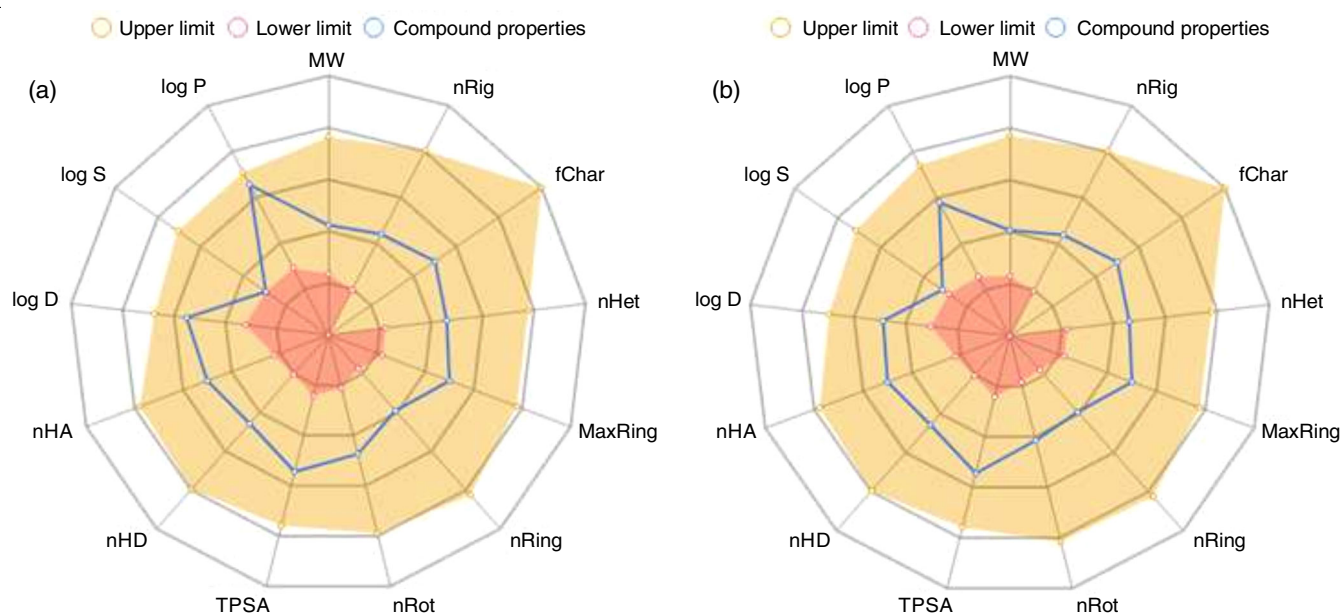 Upper limit Lower limit Compound properties
(a)
MW
nRig
fChar
nHet
MaxRing
nRing
nRot
TPSA
nHD
nHA
log D
log S
log P
Upper limit Lower limit Compound properties
(b)
MW
nRig
fChar
nHet
MaxRing
nRing
nRot
TPSA
nHD
nHA
log D
log S
log P